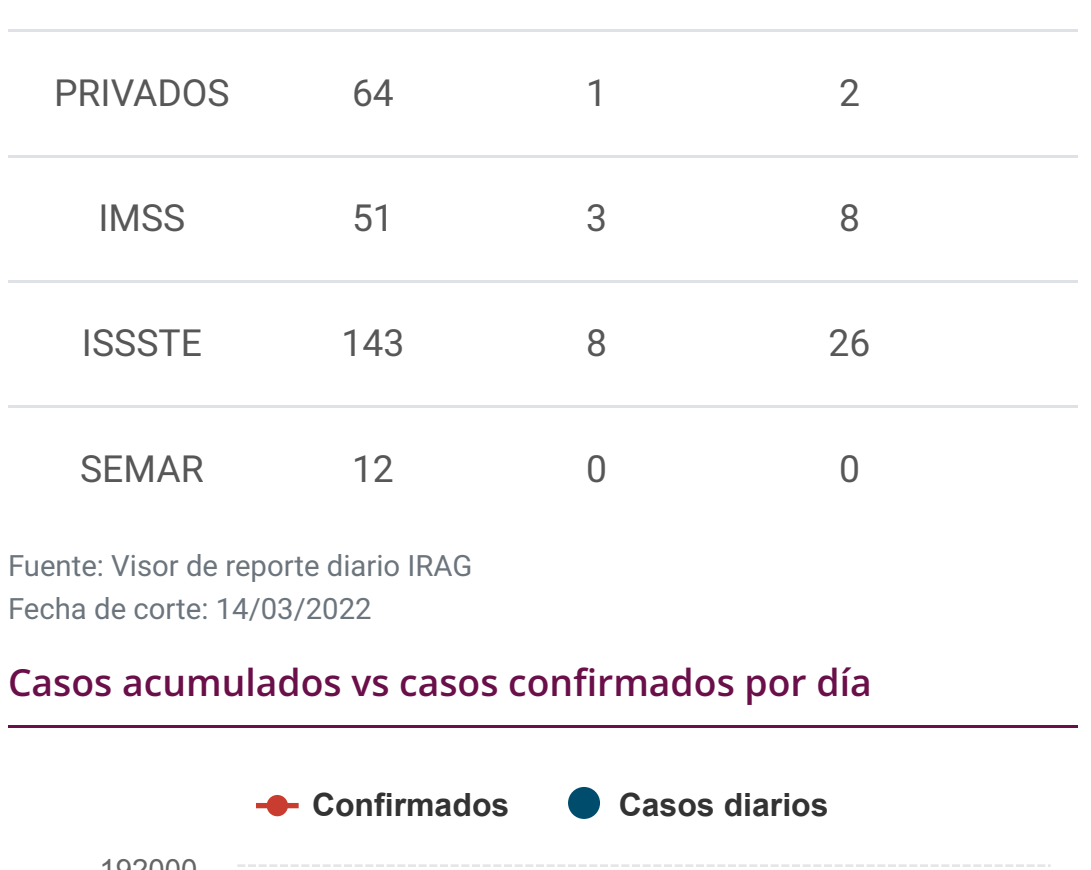 PRIVADOS 64 1 2
IMSS 51 3 8
ISSSTE 143 8 26
SEMAR 12 0 0
Fuente: Visor de reporte diario IRAG
Fecha de corte: 14/03/2022
Casos acumulados vs casos confirmados por día
Confirmados Casos diarios
192000